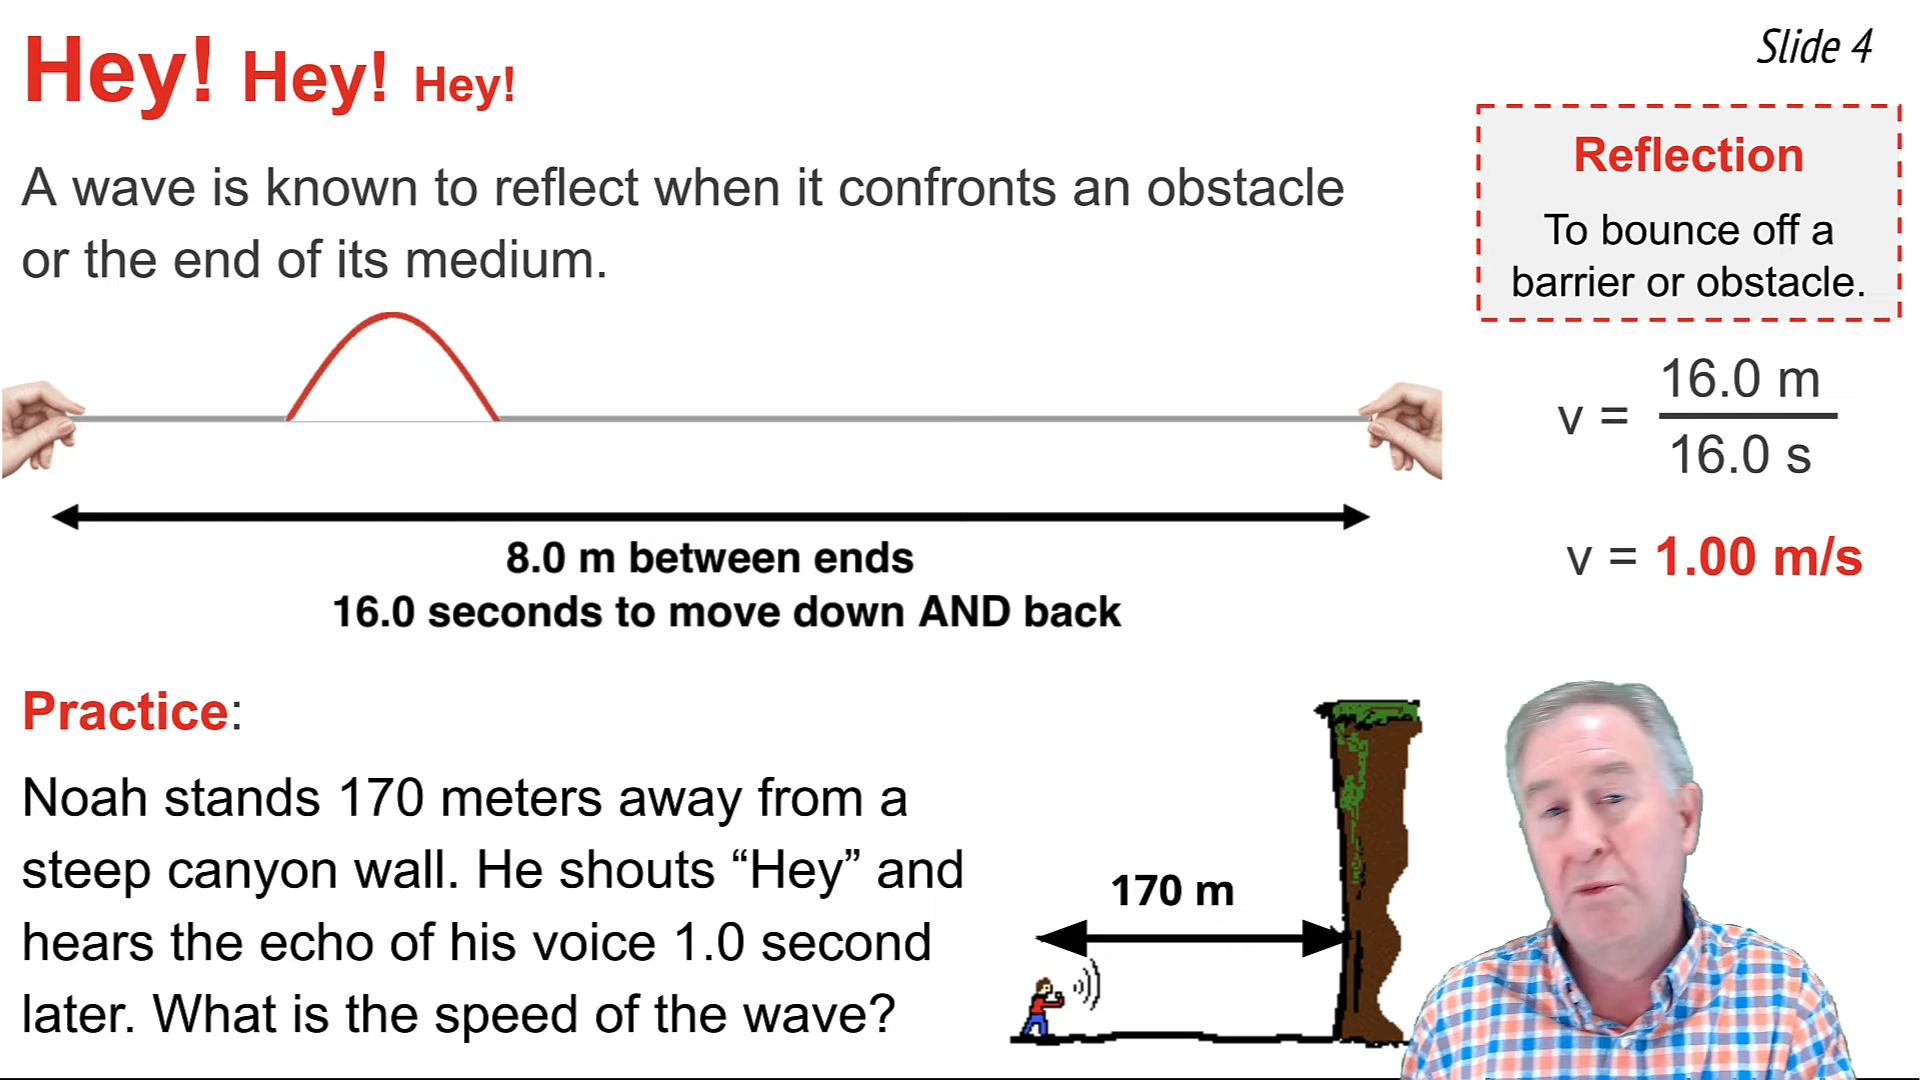 Hey! Hey! Hey!
Slide 4
A wave is known to reflect when it confronts an obstacle
or the end of its medium.
Reflection
To bounce off a
barrier or obstacle.
v = 16.0 m
16.0 s
v = 1.00 m/s
8.0 m between ends
16.0 seconds to move down AND back
Practice:
Noah stands 170 meters away from a
steep canyon wall. He shouts “Hey” and
hears the echo of his voice 1.0 second
later. What is the speed of the wave?
170 m